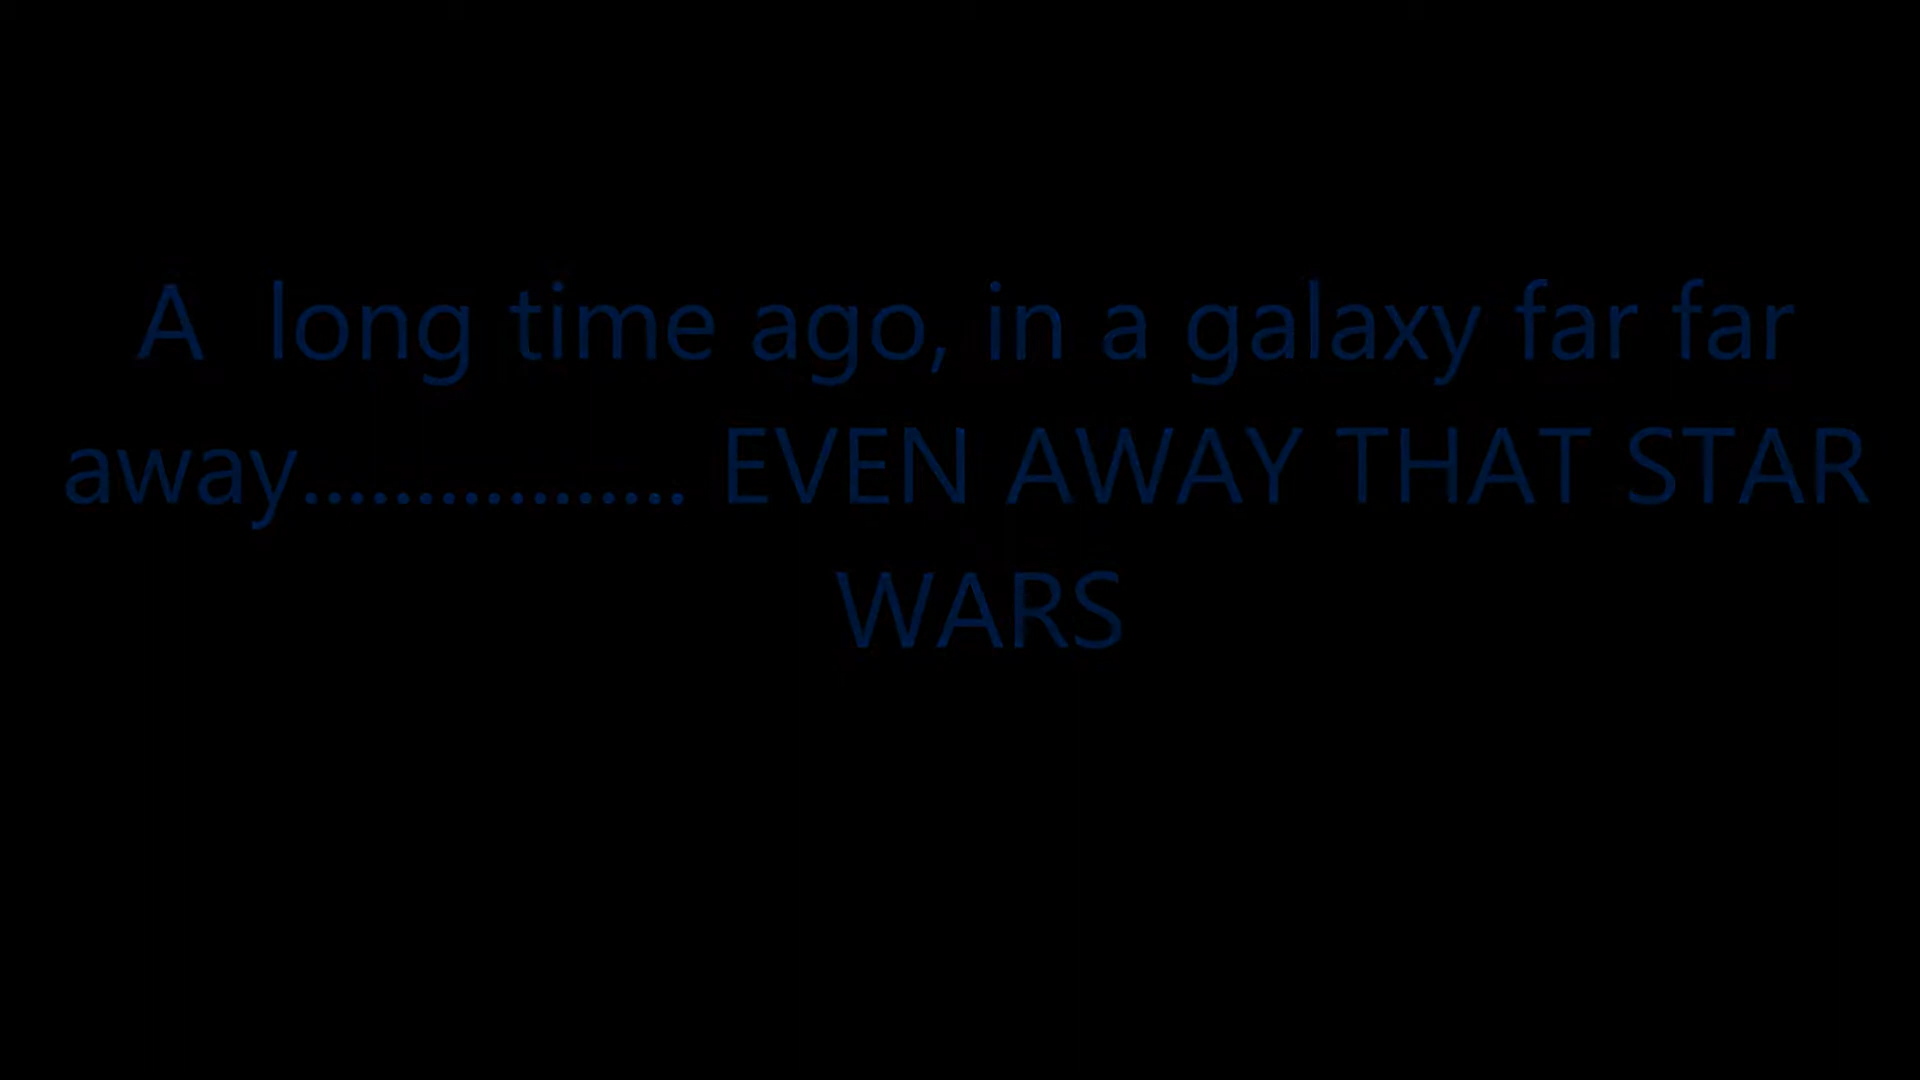 A  long time ago, in a galaxy far far
away................. EVEN AWAY THAT STAR
WARS